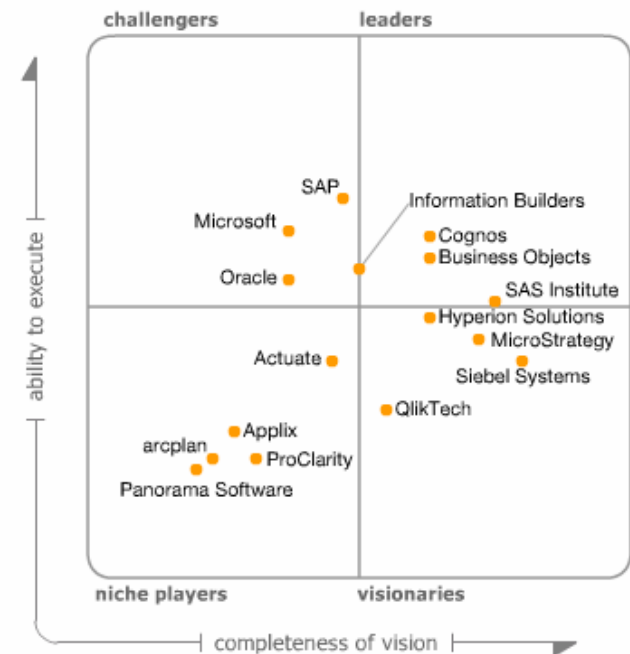 challengers
leaders
SAP
Information Builders
Microsoft
Cognos
Business Objects
Oracle
SAS Institute
Hyperion Solutions
MicroStrategy
Actuate
Siebel Systems
QlikTech
Applix
arcplan
ProClarity
Panorama Software
niche players
visionaries
ability to execute
completeness of vision